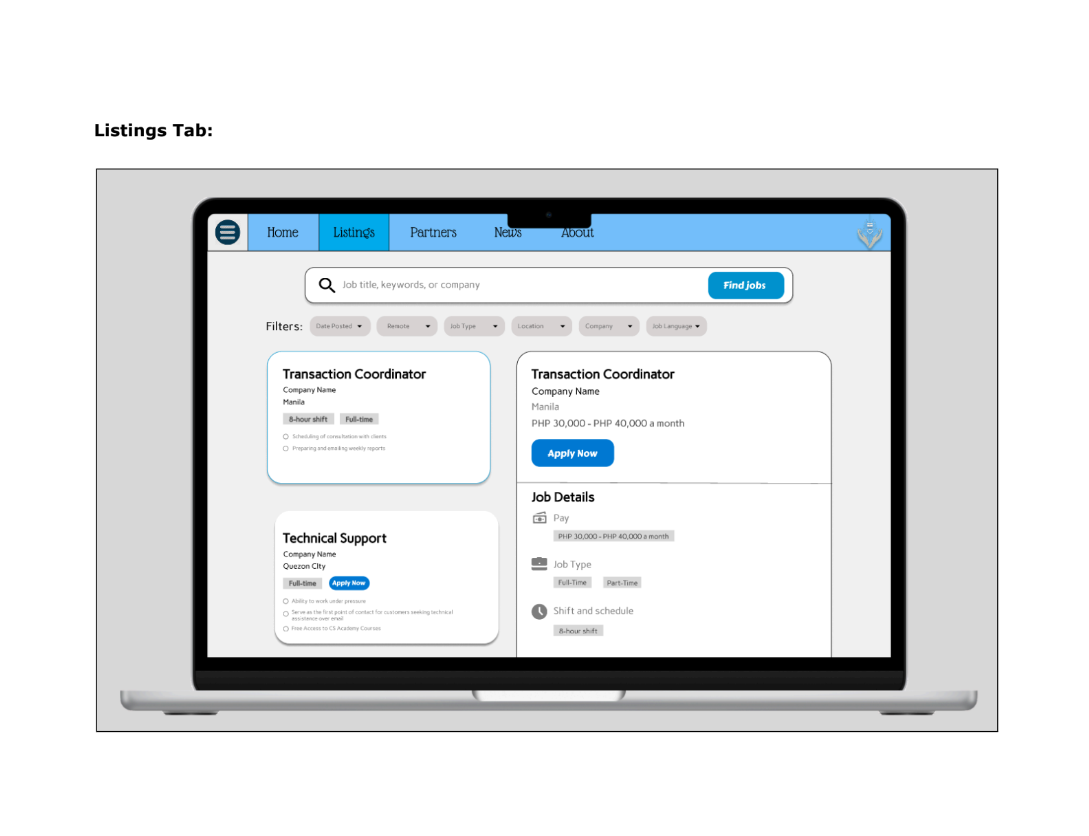 Listings Tab:
Home Listings Partners News About
Job title, keywords, or company Find jobs
Filters: Date Posted Remote Job Type Location Company Job Language
Transaction Coordinator
Company Name
Manila
8-hour shift Full-time
Scheduling of consultation with clients
Preparing and emailing weekly reports
Technical Support
Company Name
Quezon CIty
Full-time Apply Now
Ability to work under pressure
Serve as the first point of contact for customers seeking technical
assistance over email
Free Access to CS Academy Courses
Transaction Coordinator
Company Name
Manila
PHP 30,000 - PHP 40,000 a month
Apply Now
Job Details
Pay
PHP 30,000 - PHP 40,000 a month
Job Type
Full-Time Part-Time
Shift and schedule
8-hour shift